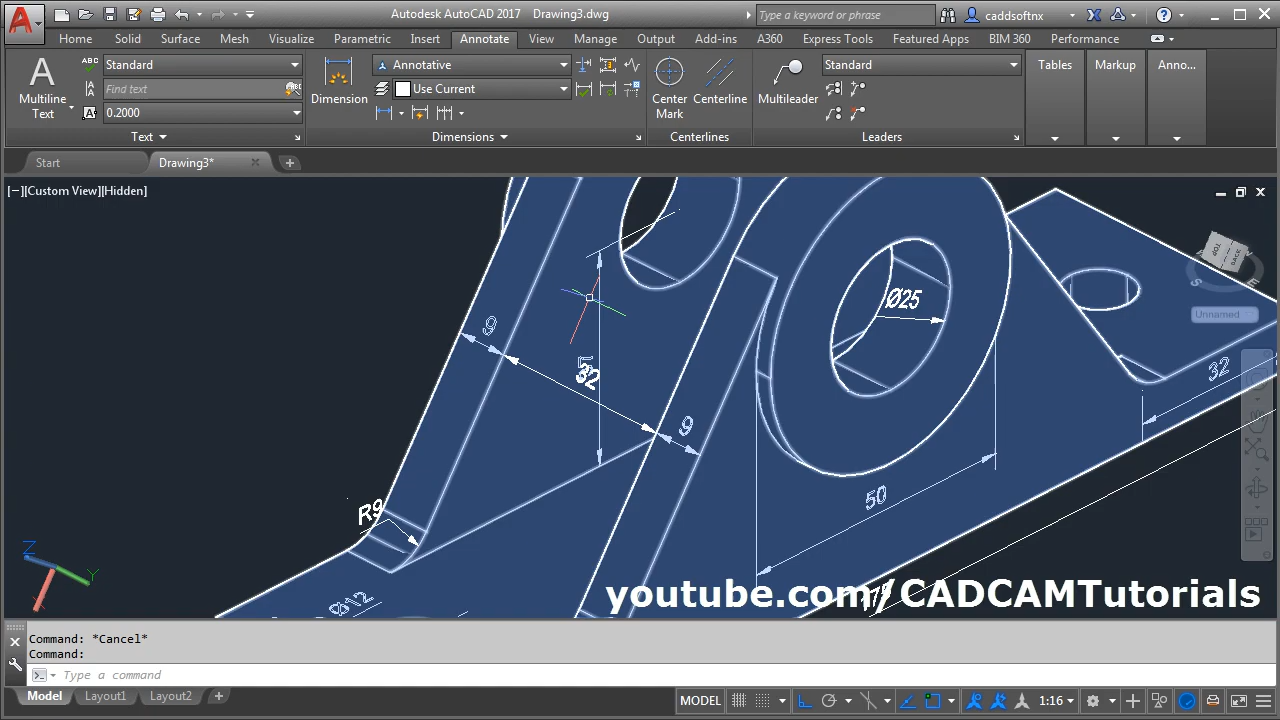 Autodesk AutoCAD 2017 Drawing3.dwg
Type a keyword or phrase
caddsoftnx
Home Solid Surface Mesh Visualize Parametric Insert Annotate View Manage Output Add-ins A360 Express Tools Featured Apps BIM 360 Performance
Multiline Text
ABC
Standard
Find text
0.2000
Text
Dimension
Annotative
Use Current
Dimensions
Center Mark
Centerline
Centerlines
Multileader
Standard
Leaders
Tables
Markup
Anno...
Start
Drawing3*
[−][Custom View][Hidden]
TOP
S
E
Unnamed
Ø25
9
32
9
32
50
R9
Ø12
Z
Y
X
youtube.com/CADCAMTutorials
Command: *Cancel*
Command:
Type a command
Model Layout1 Layout2
MODEL
1:16